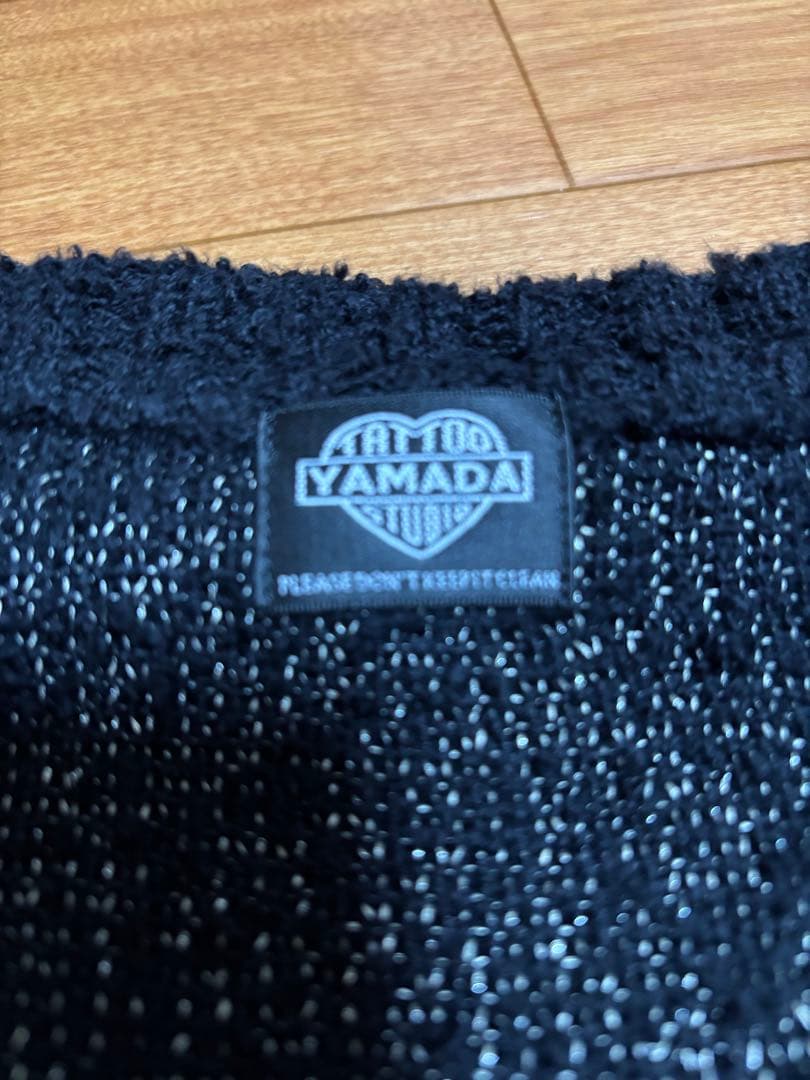 TATTOO
YAMADA
STUDIO
PLEASE DON'T KEEP IT CLEAN